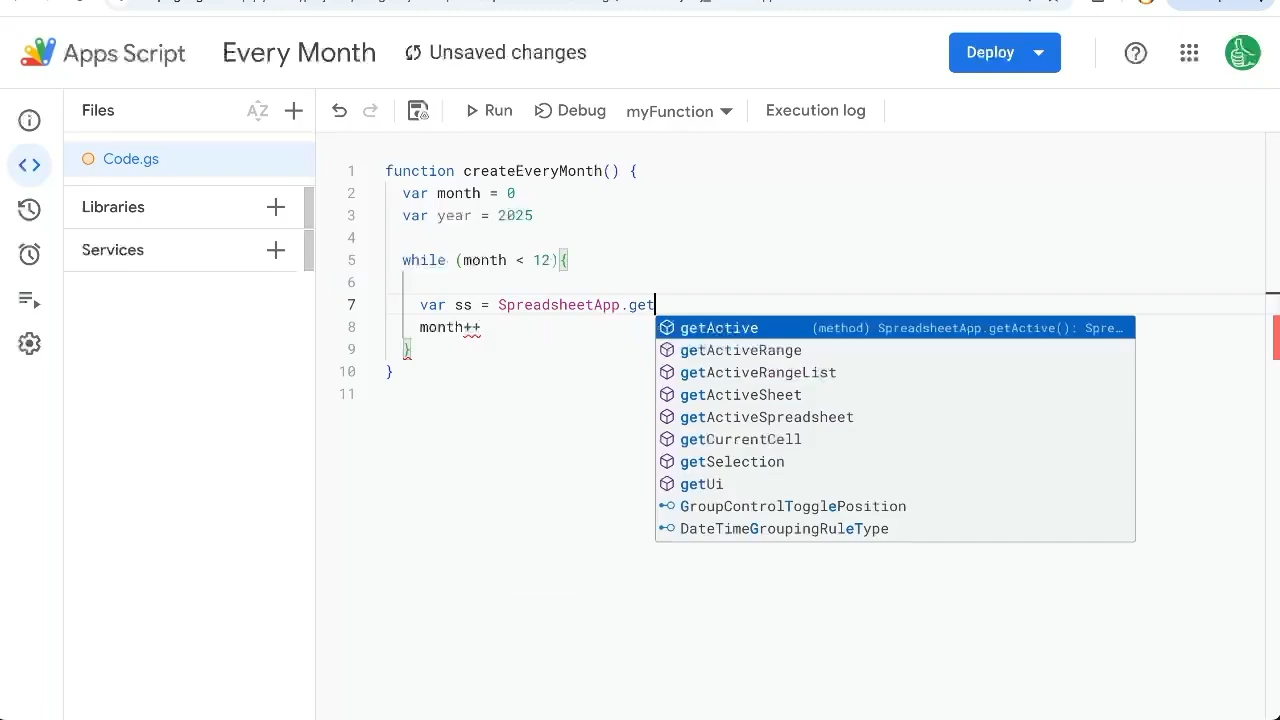 Apps Script
Every Month
Unsaved changes
Deploy
Files
AZ
Run
Debug
myFunction
Execution log
Code.gs
Libraries
Services
1 function createEveryMonth() {
2 var month = 0
3 var year = 2025
4
5 while (month < 12){
6
7 var ss = SpreadsheetApp.get
8 month++
9 }
10 }
11
getActive (method) SpreadsheetApp.getActive(): Spre…
getActiveRange
getActiveRangeList
getActiveSheet
getActiveSpreadsheet
getCurrentCell
getSelection
getUi
GroupControlTogglePosition
DateTimeGroupingRuleType